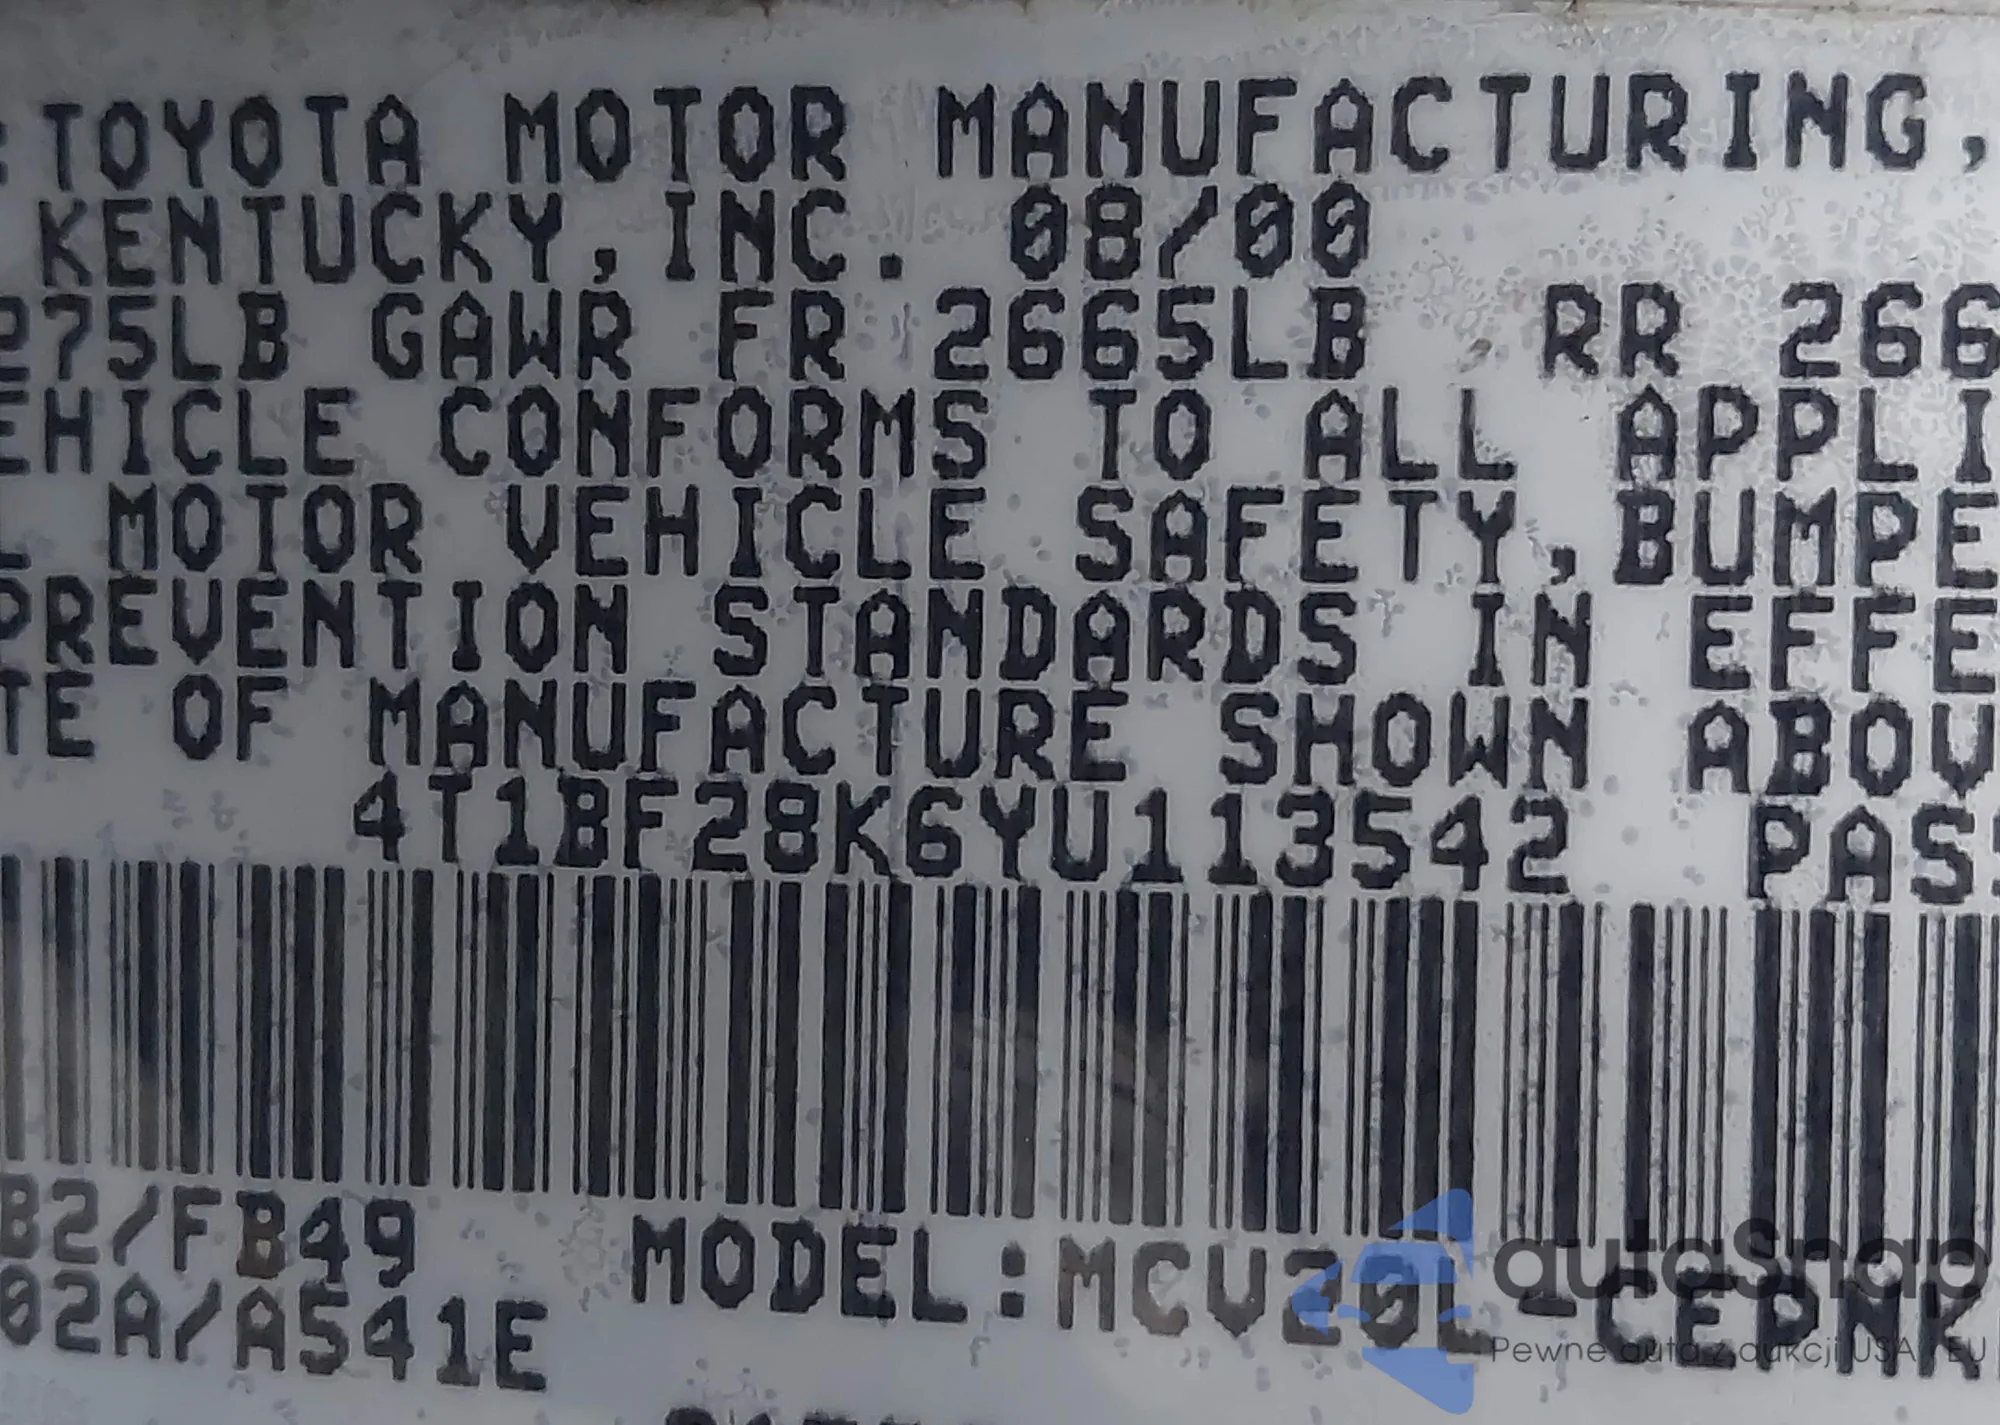 :TOYOTA MOTOR MANUFACTURING,
KENTUCKY,INC. 08/00
275LB GAWR FR 2665LB RR 266
EHICLE CONFORMS TO ALL APPLI
L MOTOR VEHICLE SAFETY,BUMPE
PREVENTION STANDARDS IN EFFE
TE OF MANUFACTURE SHOWN ABOV
4T1BF28K6YU113542 PASS
B2/FB49
MODEL:MCV20L-CEPNK
02A/A541E
autaSnap
Pewne auta z aukcji USA i EU